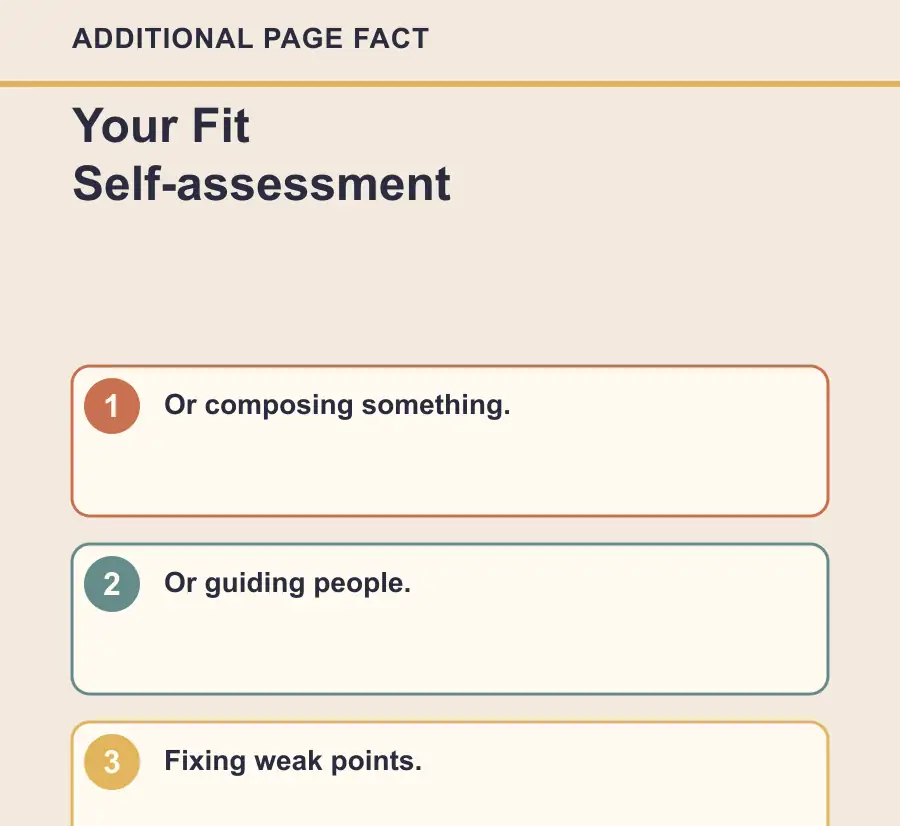 ADDITIONAL PAGE FACT
Your Fit
Self-assessment
1 Or composing something.
2 Or guiding people.
3 Fixing weak points.